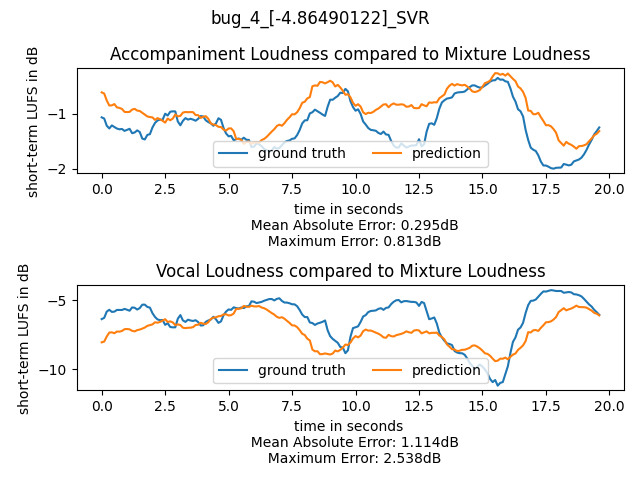 bug_4_[-4.86490122]_SVR
Accompaniment Loudness compared to Mixture Loudness
short-term LUFS in dB
−1
−2
ground truth
prediction
0.0 2.5 5.0 7.5 10.0 12.5 15.0 17.5 20.0
time in seconds
Mean Absolute Error: 0.295dB
Maximum Error: 0.813dB
Vocal Loudness compared to Mixture Loudness
short-term LUFS in dB
−5
−10
ground truth
prediction
0.0 2.5 5.0 7.5 10.0 12.5 15.0 17.5 20.0
time in seconds
Mean Absolute Error: 1.114dB
Maximum Error: 2.538dB